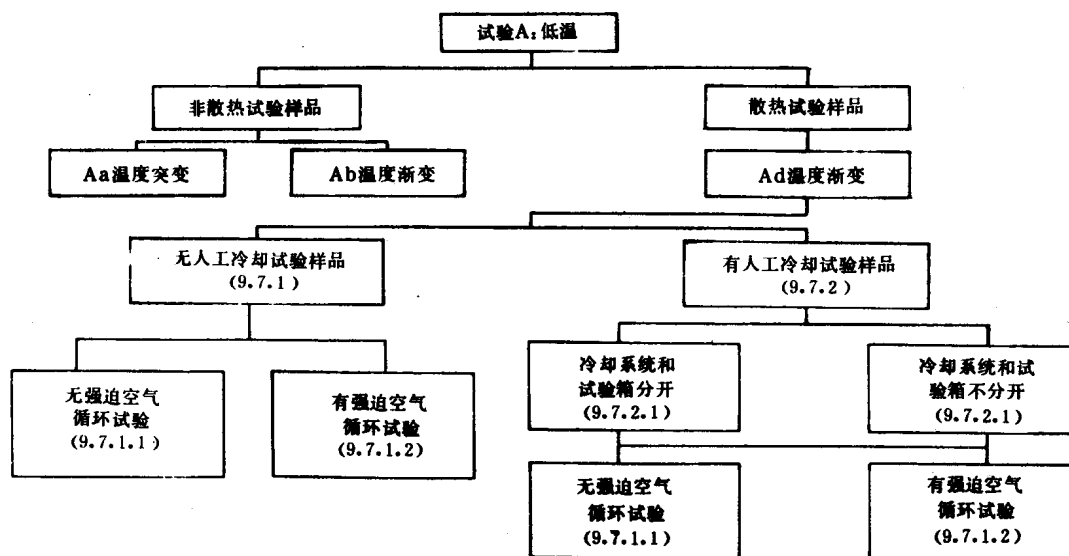 试验A:低温
非散热试验样品
散热试验样品
Aa温度突变
Ab温度渐变
Ad温度渐变
无人工冷却试验样品
(9.7.1)
有人工冷却试验样品
(9.7.2)
无强迫空气
循环试验
(9.7.1.1)
有强迫空气
循环试验
(9.7.1.2)
冷却系统和
试验箱分开
(9.7.2.1)
冷却系统和试
验箱不分开
(9.7.2.1)
无强迫空气
循环试验
(9.7.1.1)
有强迫空气
循环试验
(9.7.1.2)